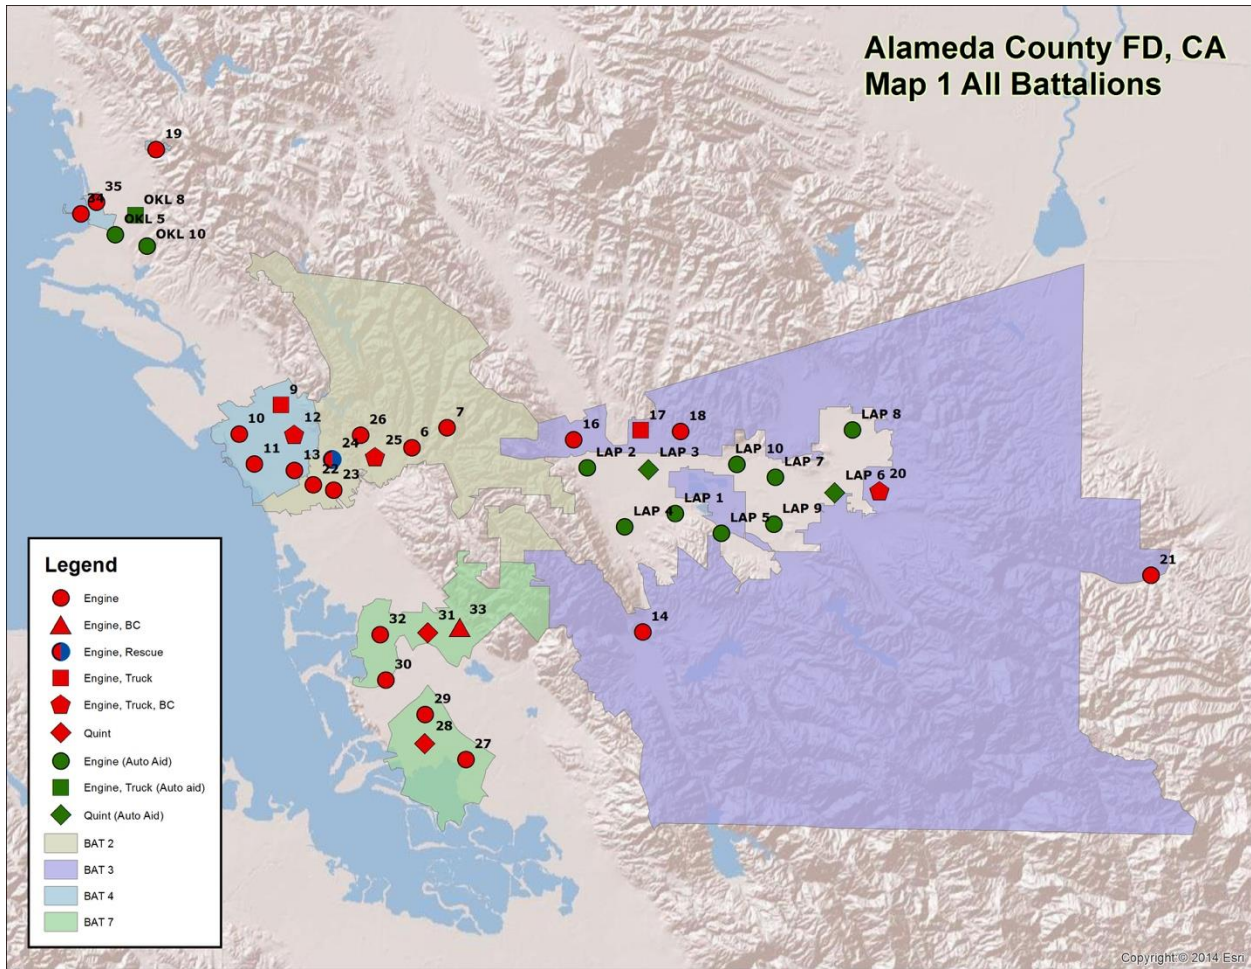 Alameda County FD, CA
Map 1 All Battalions
19
35
34
OKL 8
OKL 5
OKL 10
9
10
12
26
7
11
13
24
25
6
22
23
16
17
18
LAP 8
LAP 2
LAP 3
LAP 10
LAP 7
LAP 6
20
LAP 1
LAP 4
LAP 5
LAP 9
21
14
32
31
33
30
29
28
27
Legend
Engine
Engine, BC
Engine, Rescue
Engine, Truck
Engine, Truck, BC
Quint
Engine (Auto Aid)
Engine, Truck (Auto aid)
Quint (Auto Aid)
BAT 2
BAT 3
BAT 4
BAT 7
Copyright:© 2014 Esri